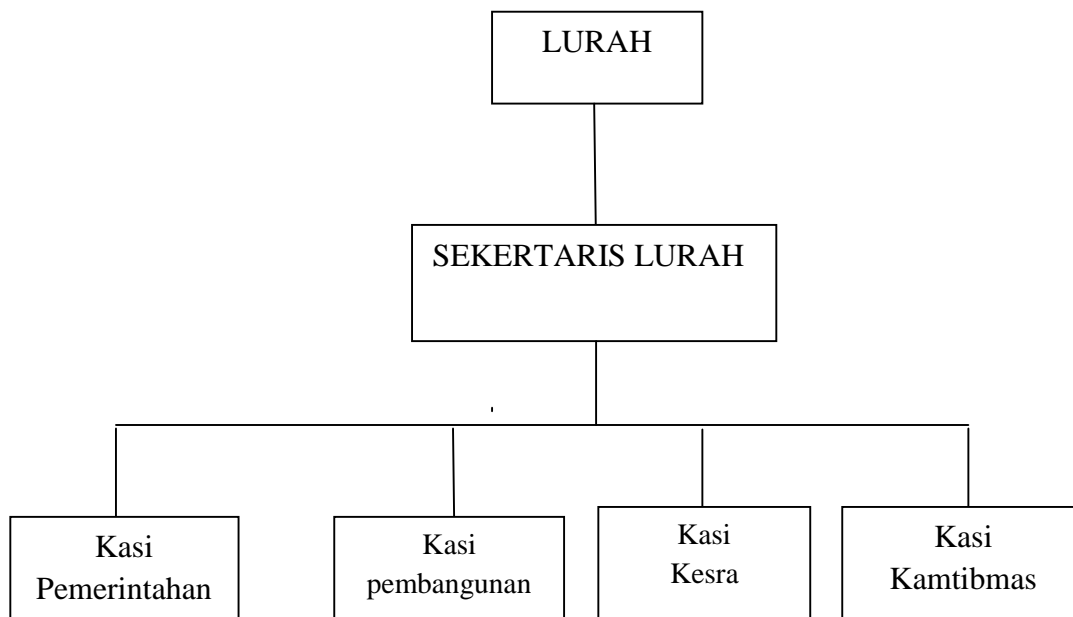 LURAH
SEKERTARIS LURAH
Kasi
Pemerintahan
Kasi
pembangunan
Kasi
Kesra
Kasi
Kamtibmas